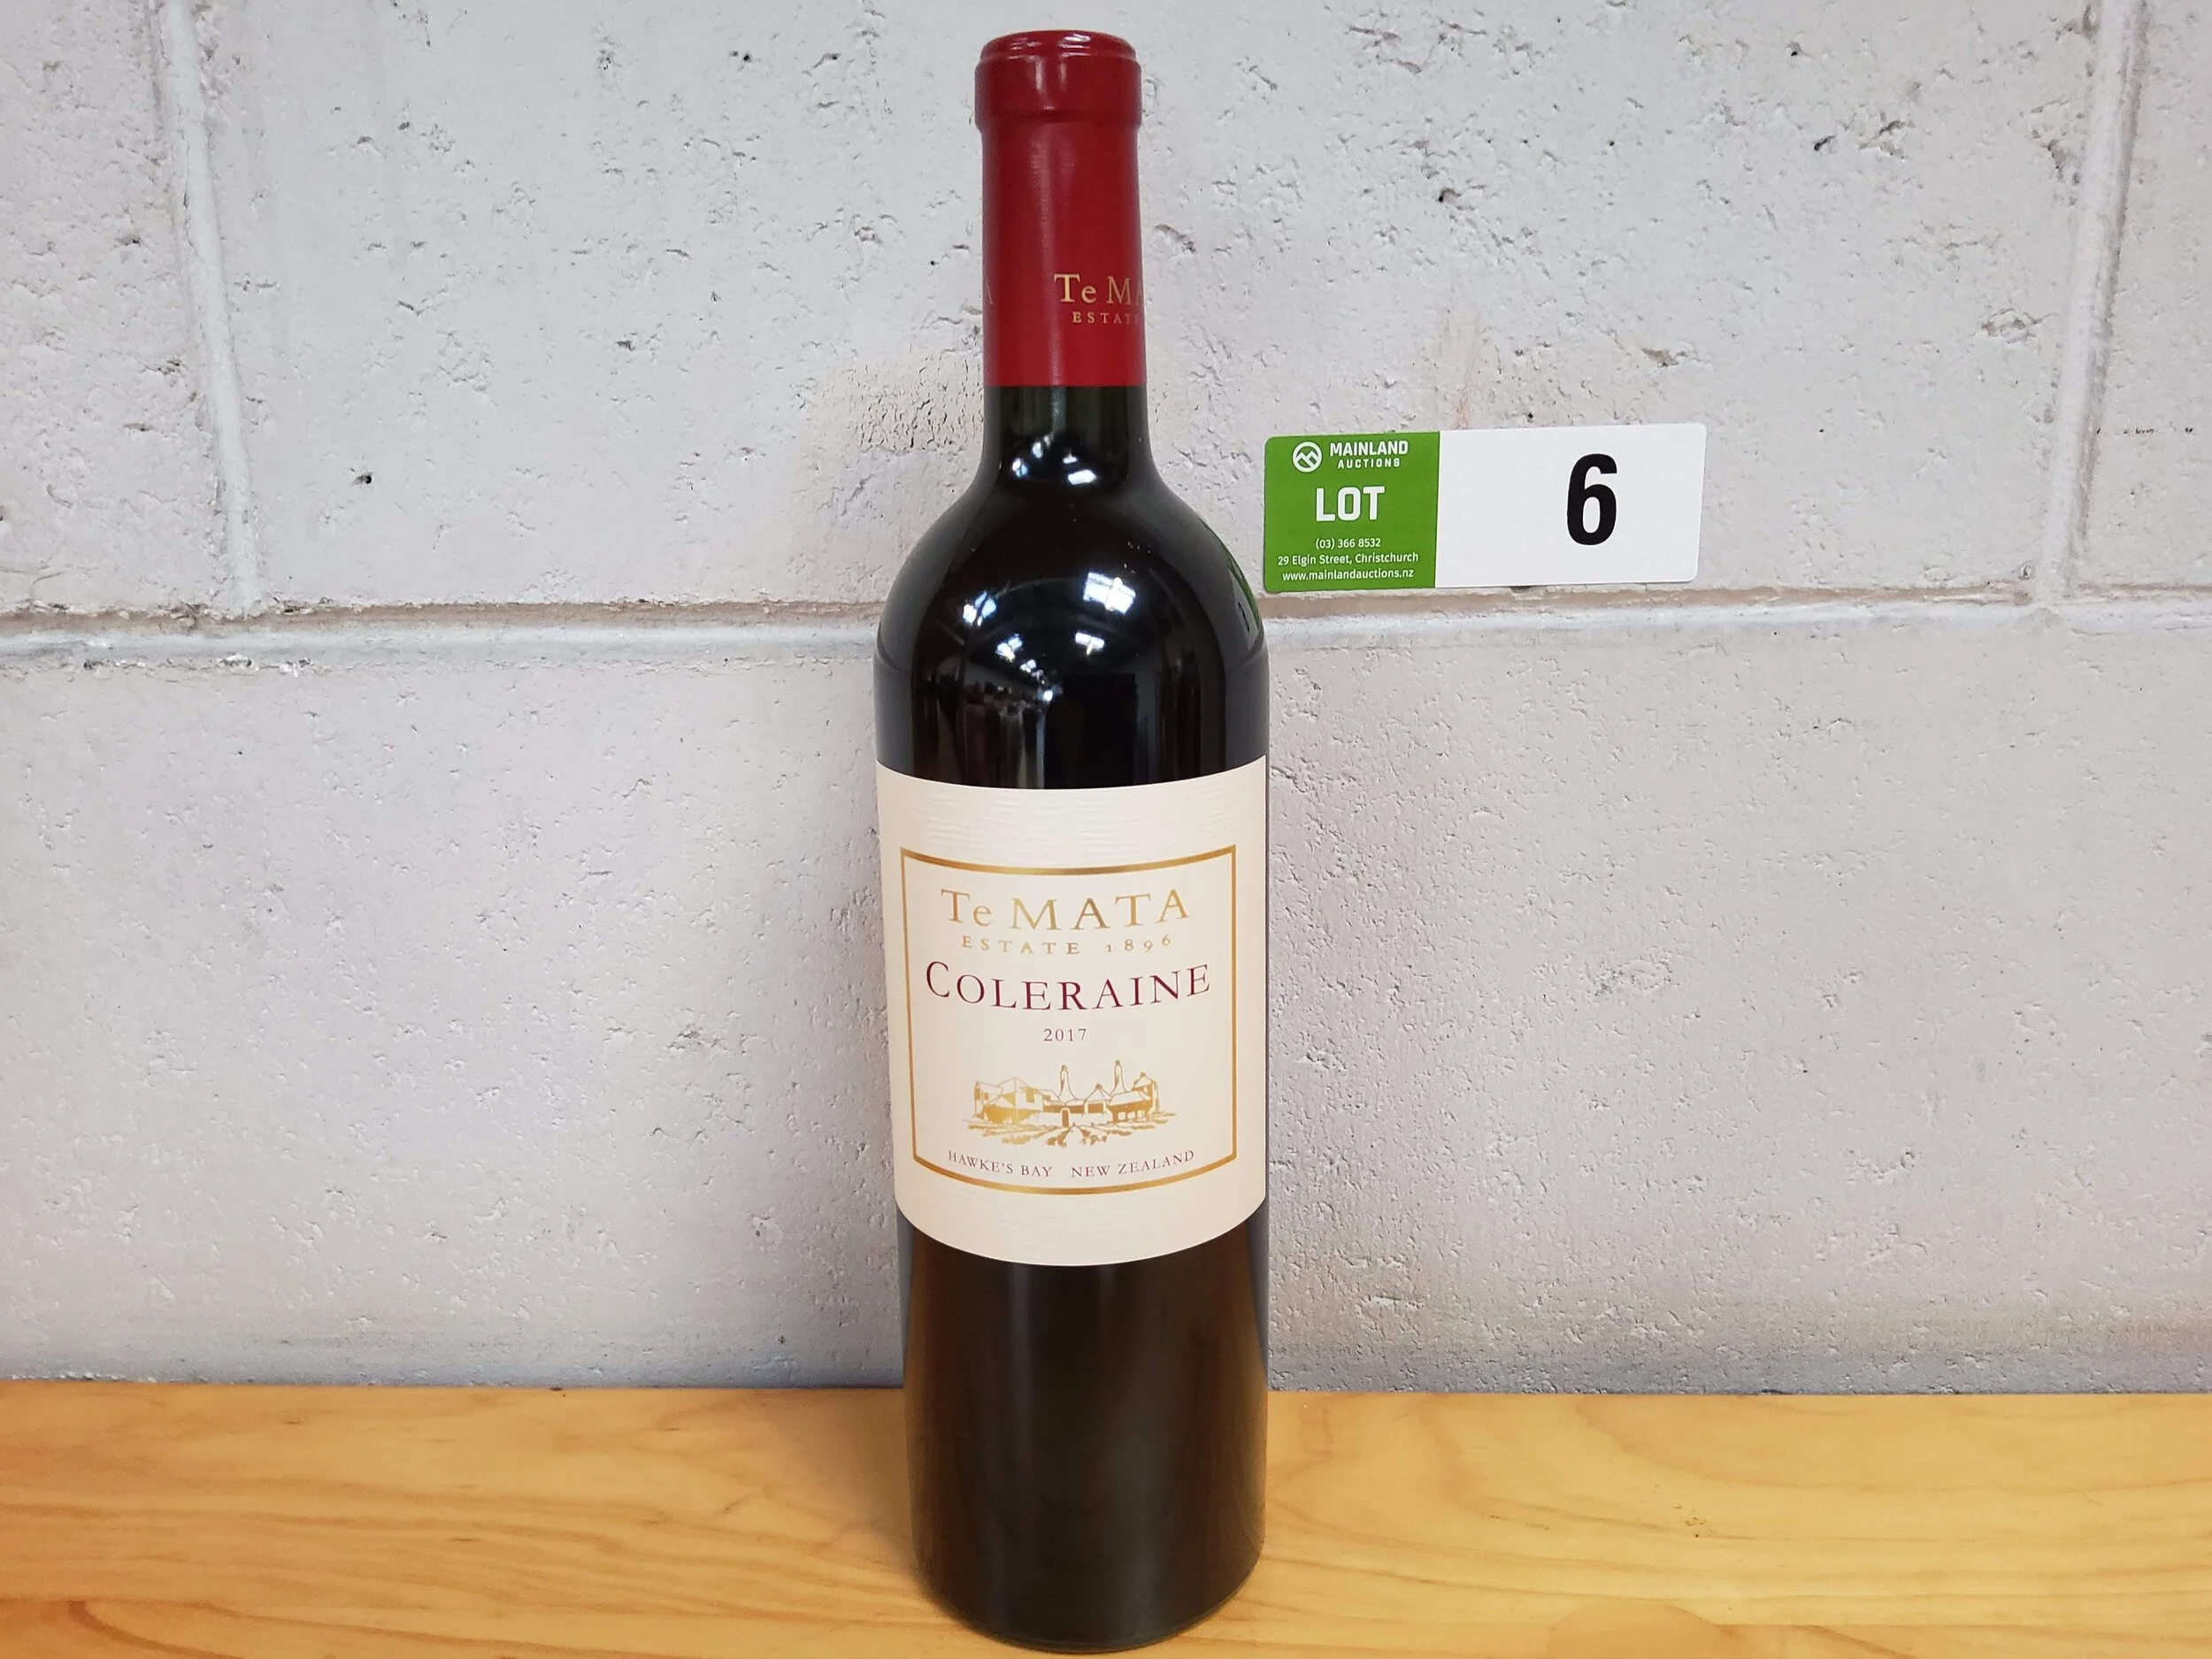 Te MA
ESTATE
MAINLAND
AUCTIONS
LOT
(03) 366 8532
29 Elgin Street, Christchurch
www.mainlandauctions.nz
6
Te MATA
ESTATE 1896
COLERAINE
2017
HAWKE'S BAY NEW ZEALAND